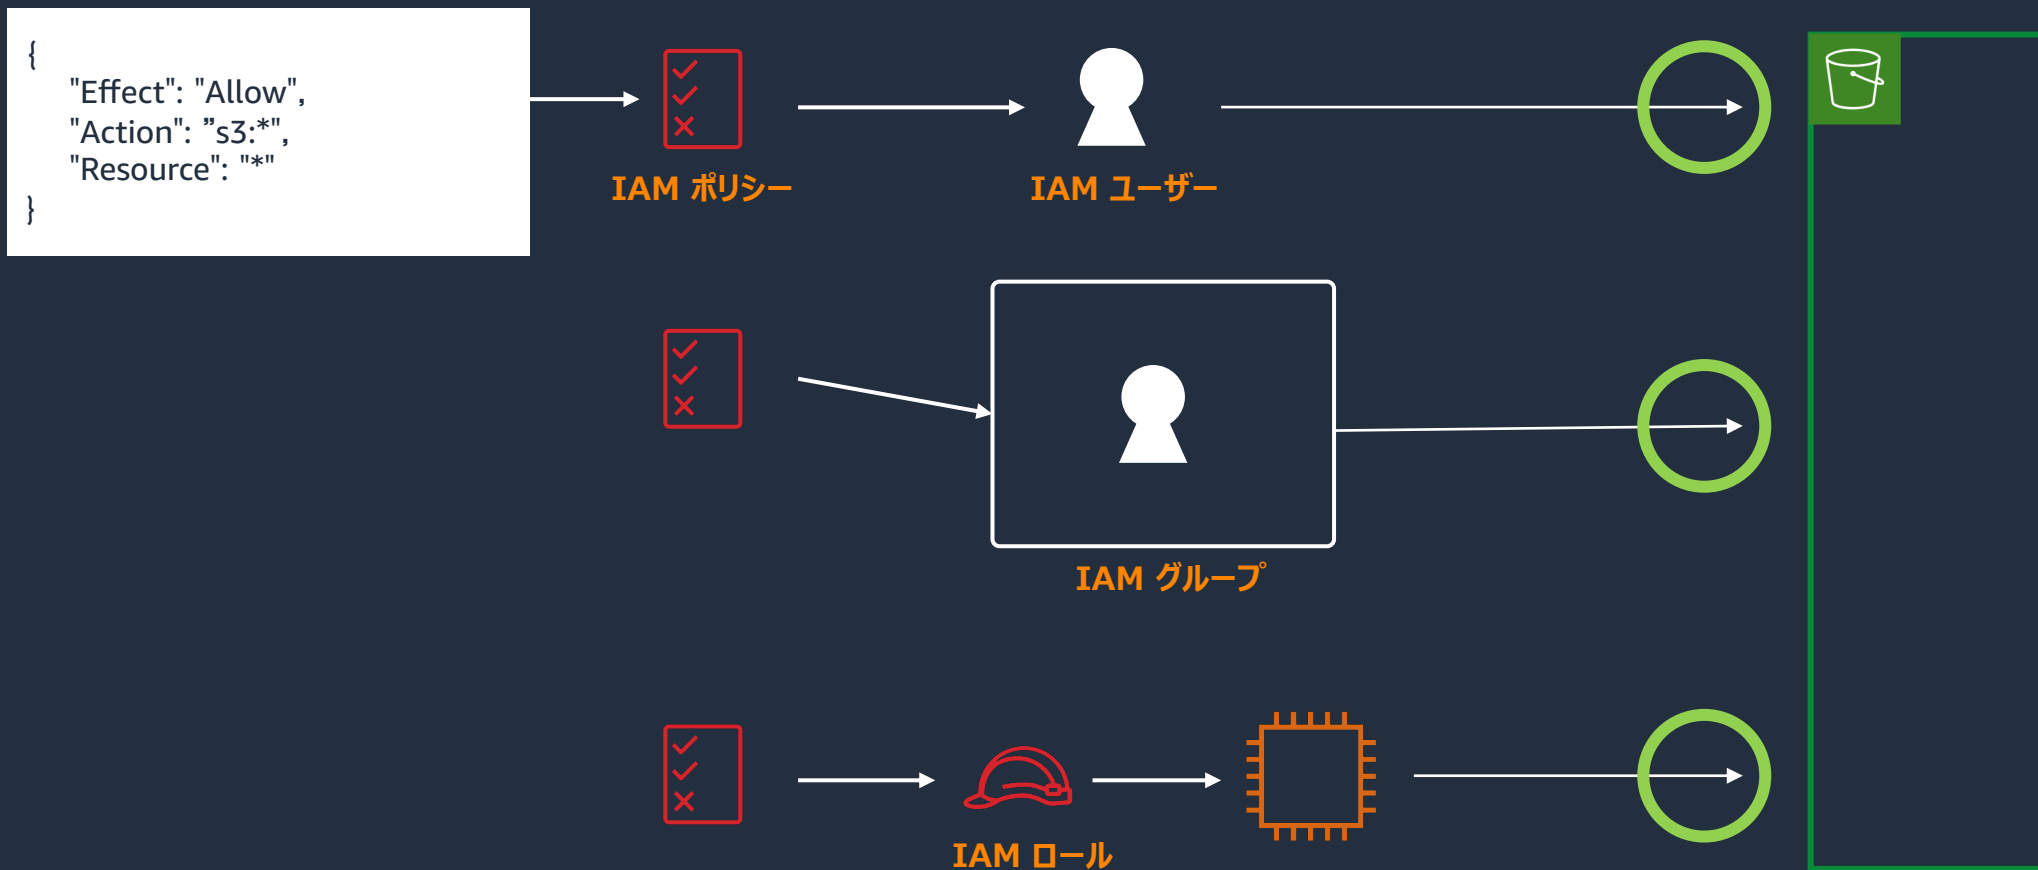 {
"Effect": "Allow",
"Action": ”s3:*",
"Resource": "*"
}
IAM ポリシー
IAM ユーザー
IAM グループ
IAM ロール